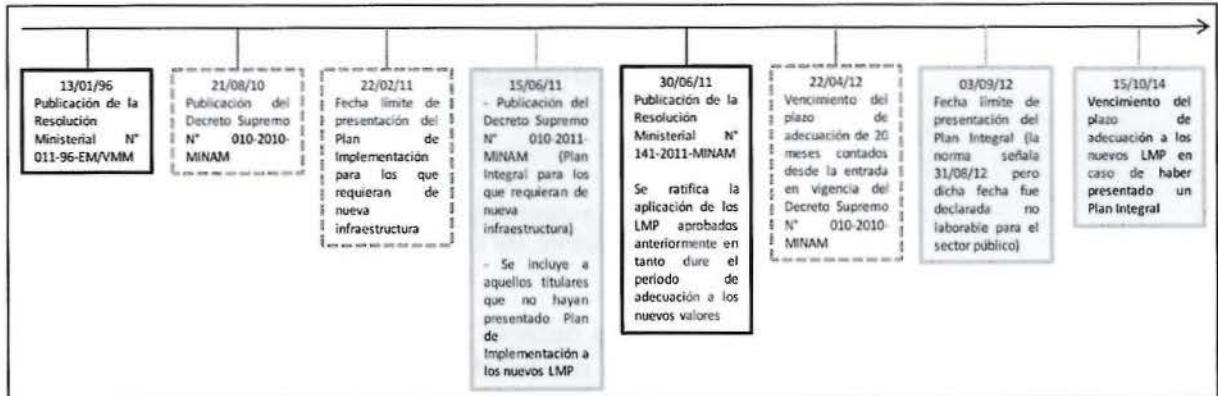 13/01/96
Publicación de la
Resolución
Ministerial N°
011-96-EM/VMM
21/08/10
Publicación del
Decreto Supremo
N° 010-2010-
MINAM
22/02/11
Fecha límite de
presentación del
Plan de
Implementación
para los que
requieran de
nueva
infraestructura
15/06/11
- Publicación del
Decreto Supremo
N° 010-2011-
MINAM (Plan
Integral para los
que requieran de
nueva
infraestructura)
- Se incluye a
aquellos titulares
que no hayan
presentado Plan
de
Implementación a
los nuevos LMP
30/06/11
Publicación de la
Resolución
Ministerial N°
141-2011-MINAM
Se ratifica la
aplicación de los
LMP aprobados
anteriormente en
tanto dure el
periodo de
adecuación a los
nuevos valores
22/04/12
Vencimiento del
plazo de
adecuación de 20
meses contados
desde la entrada
en vigencia del
Decreto Supremo
N° 010-2010-
MINAM
03/09/12
Fecha límite de
presentación del
Plan Integral (la
norma señala
31/08/12 pero
dicha fecha fue
declarada no
laborable para el
sector público)
15/10/14
Vencimiento del
plazo de
adecuación a los
nuevos LMP en
caso de haber
presentado un
Plan Integral